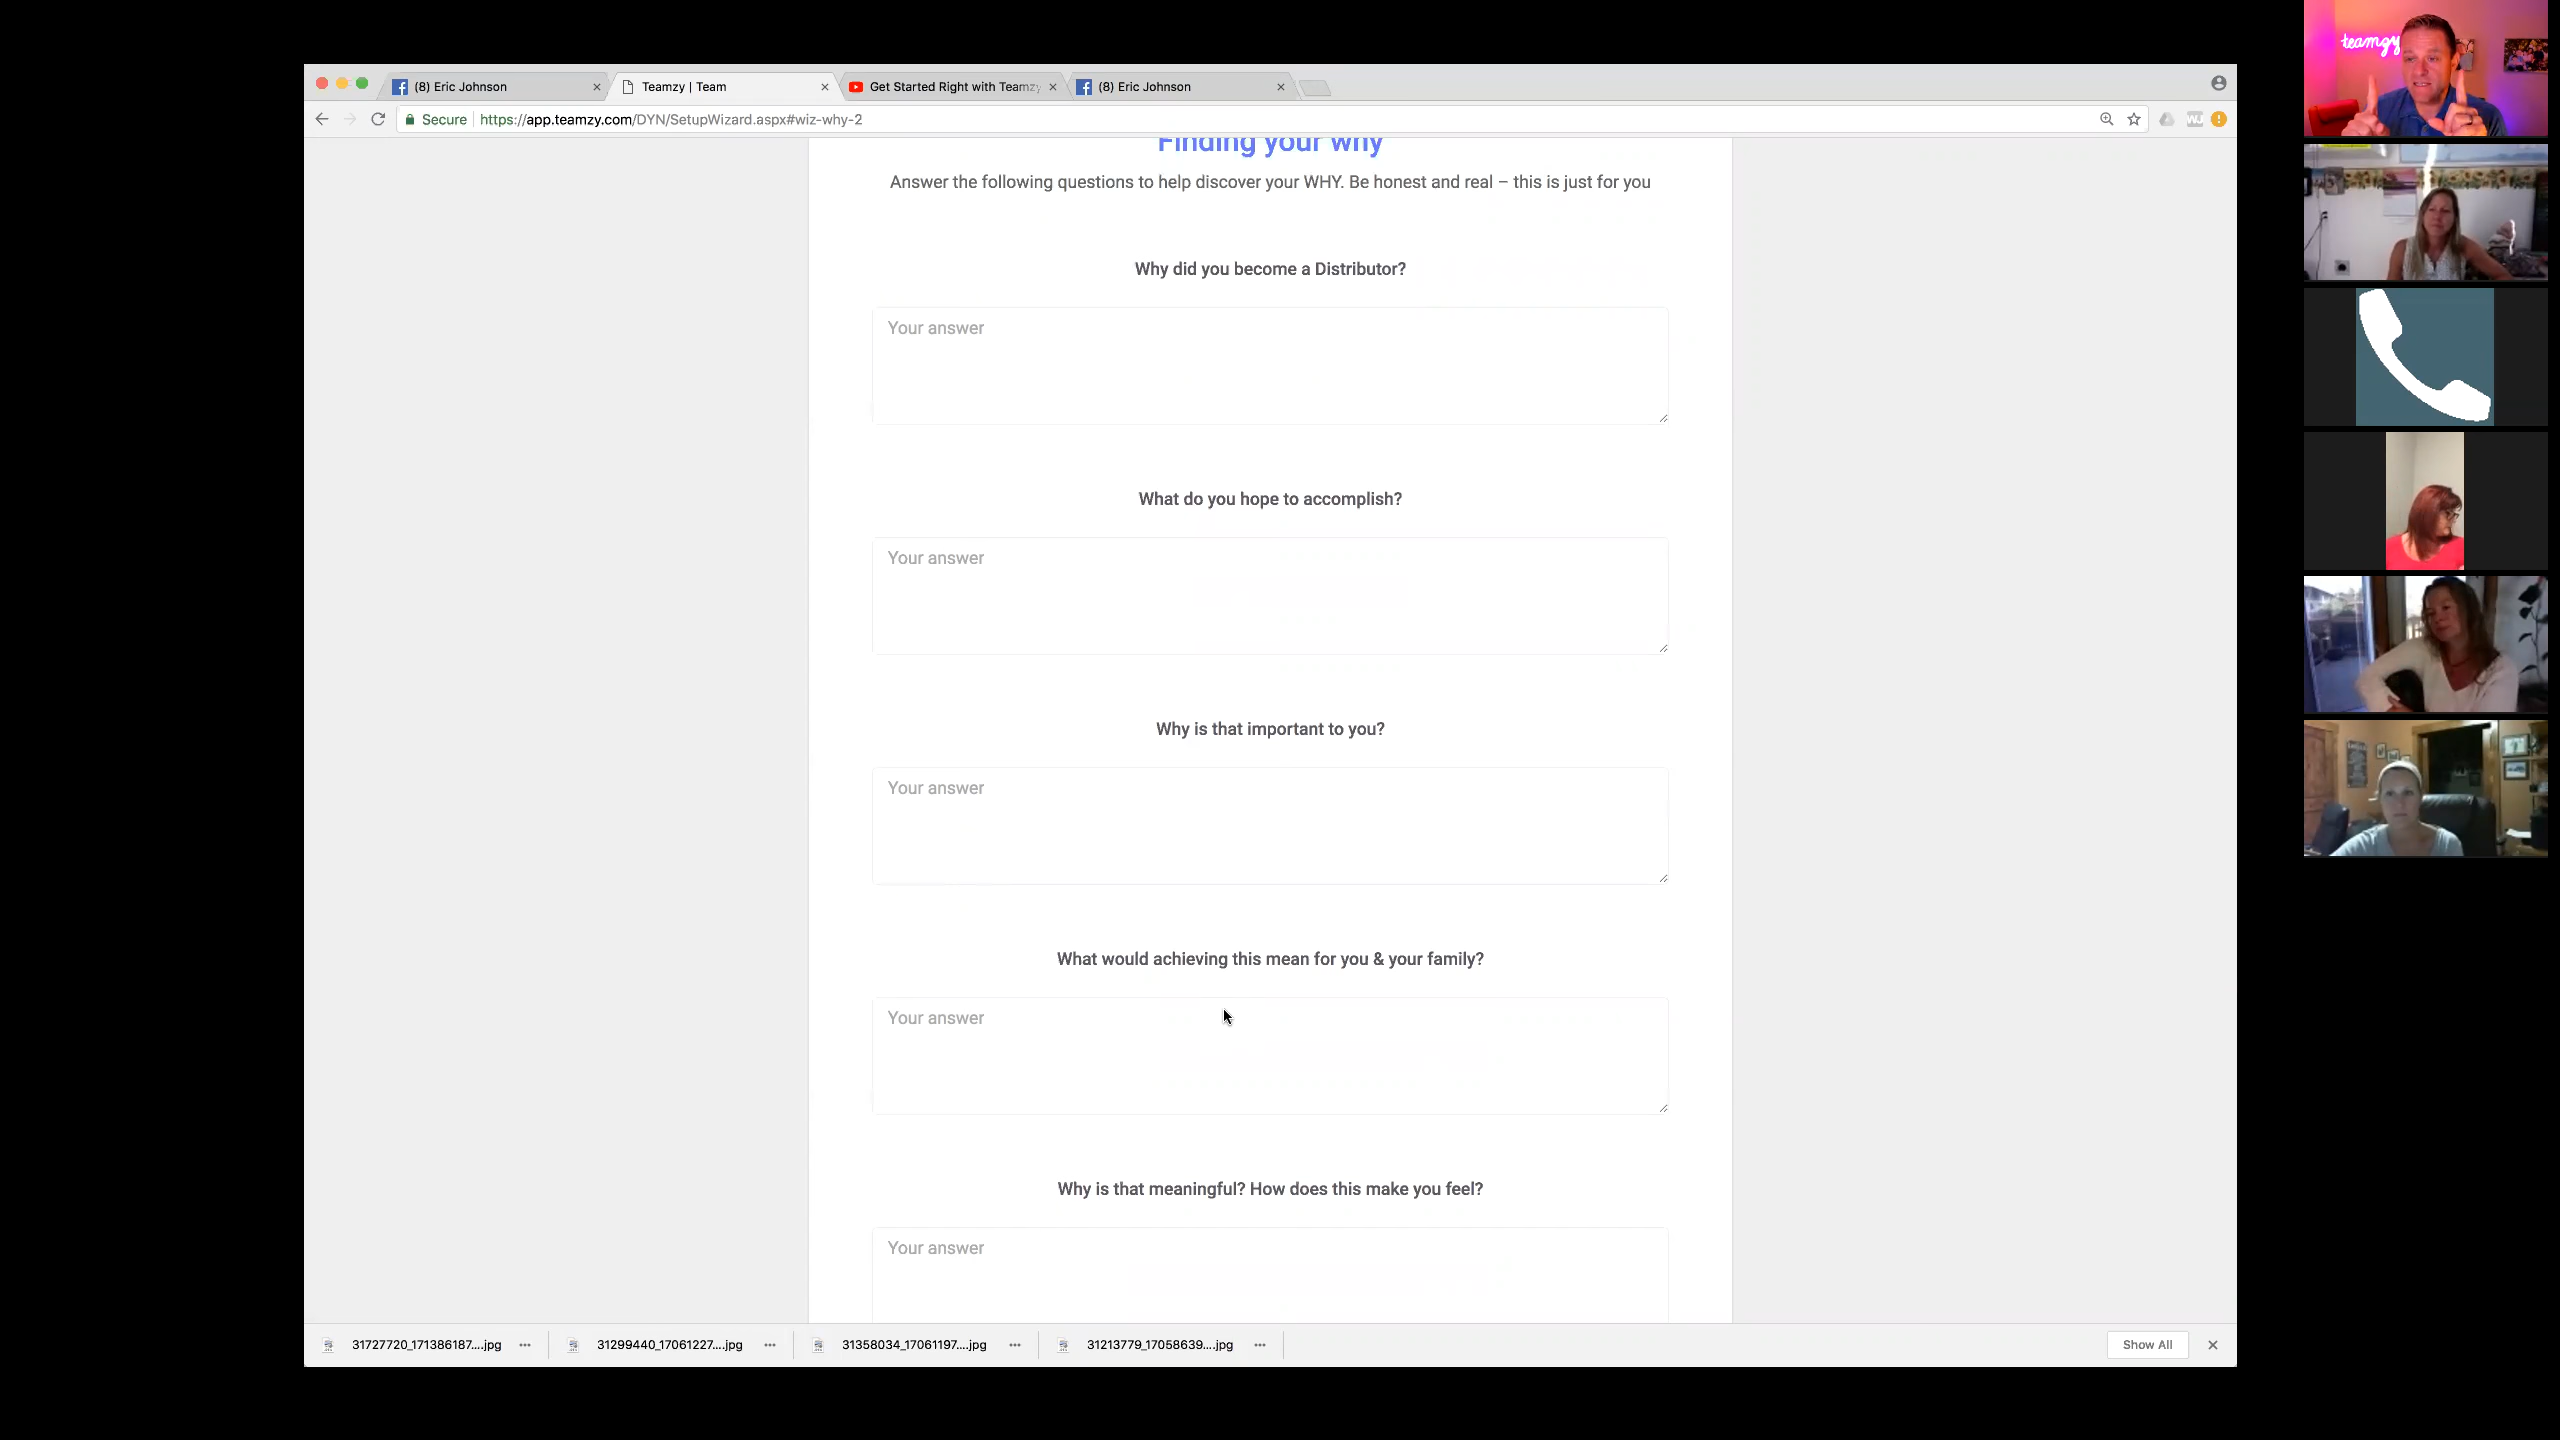 (8) Eric Johnson
Teamzy | Team
Get Started Right with Teamzy
(8) Eric Johnson
Secure https://app.teamzy.com/DYN/SetupWizard.aspx#wiz-why-2
Finding your why
Answer the following questions to help discover your WHY. Be honest and real – this is just for you
Why did you become a Distributor?
Your answer
What do you hope to accomplish?
Your answer
Why is that important to you?
Your answer
What would achieving this mean for you & your family?
Your answer
Why is that meaningful? How does this make you feel?
Your answer
31727720_171386187....jpg
31299440_17061227....jpg
31358034_17061197....jpg
31213779_17058639....jpg
Show All
teamzy